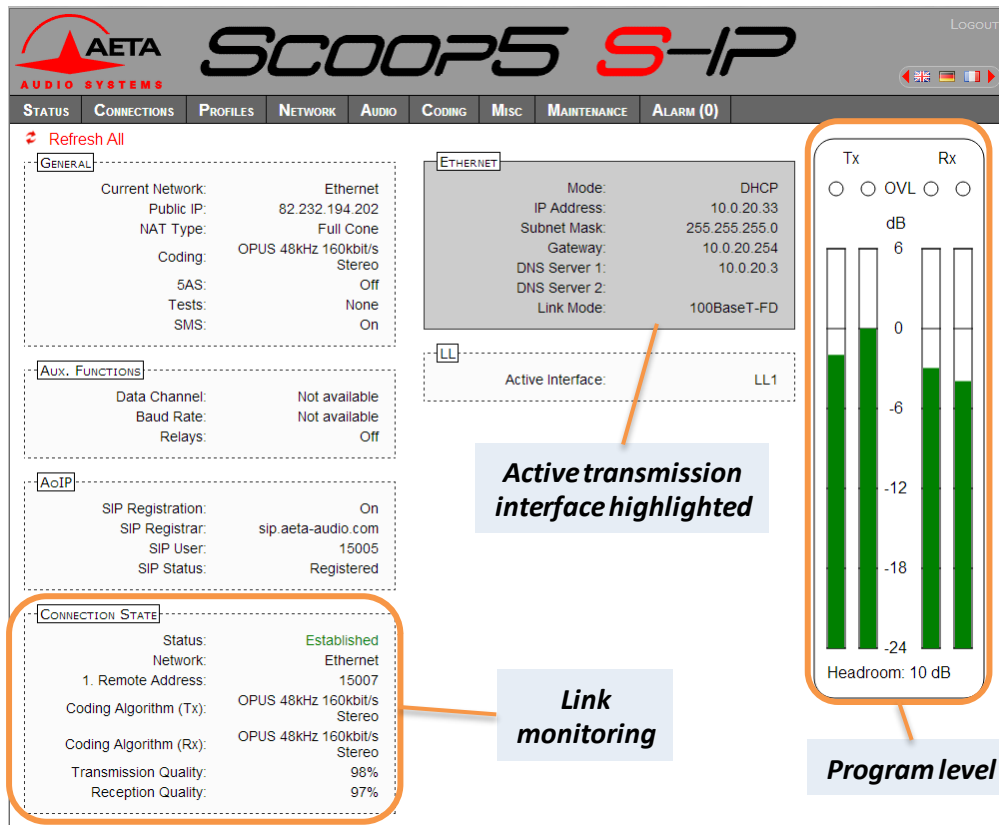 LOGOUT
AETA
AUDIO SYSTEMS
SCOOP5 S-IP
STATUS CONNECTIONS PROFILES NETWORK AUDIO CODING MISC MAINTENANCE ALARM (0)
Refresh All
GENERAL
Current Network: Ethernet
Public IP: 82.232.194.202
NAT Type: Full Cone
Coding: OPUS 48kHz 160kbit/s
Stereo
5AS: Off
Tests: None
SMS: On
AUX. FUNCTIONS
Data Channel: Not available
Baud Rate: Not available
Relays: Off
AOIP
SIP Registration: On
SIP Registrar: sip.aeta-audio.com
SIP User: 15005
SIP Status: Registered
CONNECTION STATE
Status: Established
Network: Ethernet
1. Remote Address: 15007
Coding Algorithm (Tx): OPUS 48kHz 160kbit/s
Stereo
Coding Algorithm (Rx): OPUS 48kHz 160kbit/s
Stereo
Transmission Quality: 98%
Reception Quality: 97%
ETHERNET
Mode: DHCP
IP Address: 10.0.20.33
Subnet Mask: 255.255.255.0
Gateway: 10.0.20.254
DNS Server 1: 10.0.20.3
DNS Server 2:
Link Mode: 100BaseT-FD
LL
Active Interface: LL1
Active transmission
interface highlighted
Link
monitoring
Tx Rx
OVL
dB
6
0
-6
-12
-18
-24
Headroom: 10 dB
Program level